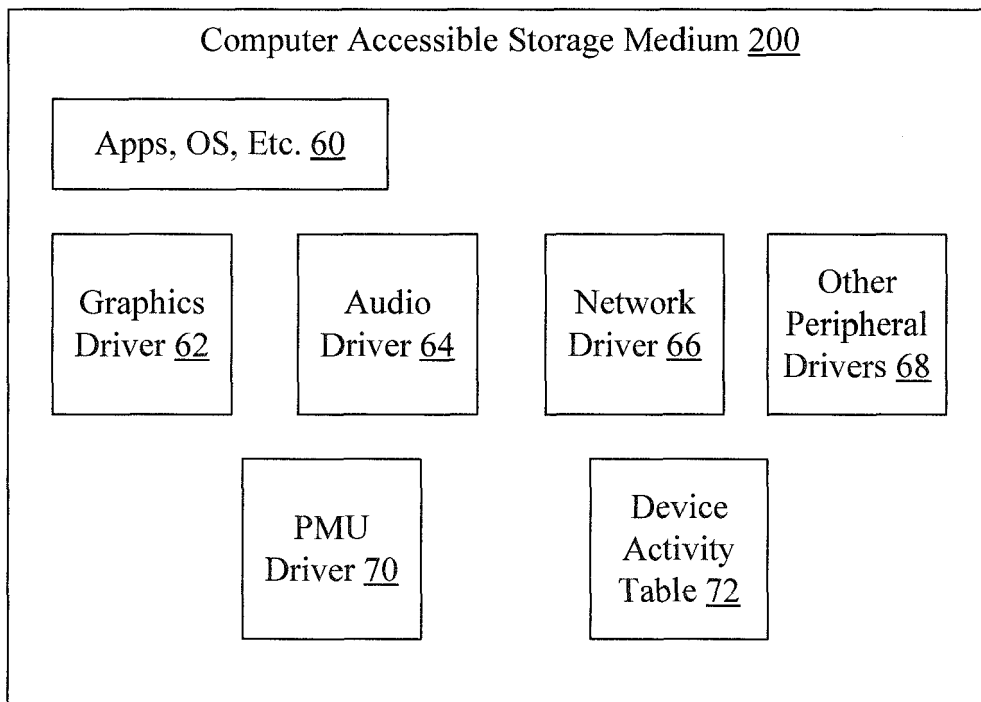 Computer Accessible Storage Medium 200
Apps, OS, Etc. 60
Graphics
Driver 62
Audio
Driver 64
Network
Driver 66
Other
Peripheral
Drivers 68
PMU
Driver 70
Device
Activity
Table 72